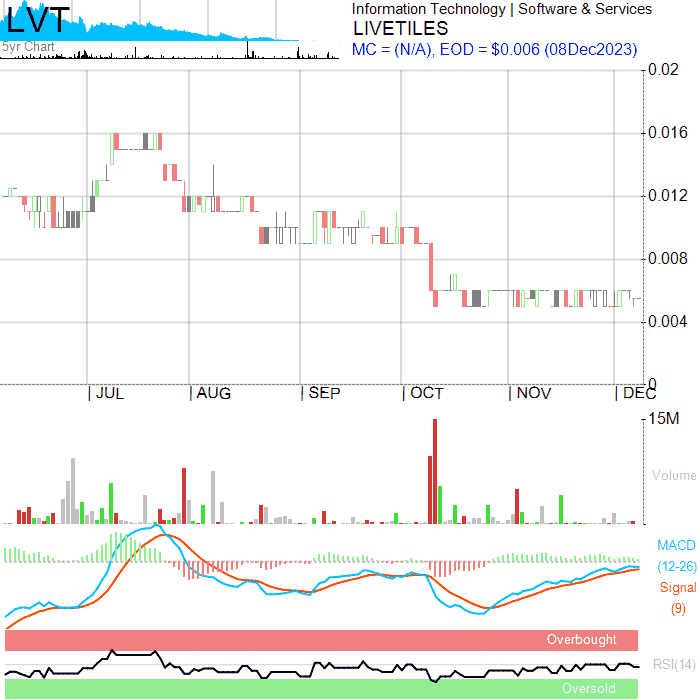 LVT
5yr Chart
Information Technology | Software & Services
LIVETILES
MC = (N/A), EOD = $0.006 (08Dec2023)
0.02
0.016
0.012
0.008
0.004
0
| JUL | AUG | SEP | OCT | NOV | DEC
15M
Volume
MACD
(12-26)
Signal
(9)
Overbought
RSI(14)
Oversold